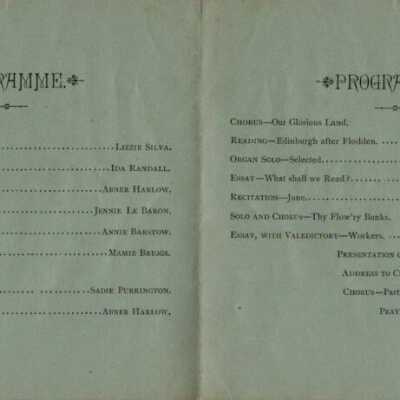 RAMME.
LIZZIE SILVA.
IDA RANDALL.
ABNER HARLOW.
JENNIE LE BARON.
ANNIE BARSTOW.
MAMIE BRIGGS.
SADIE PURRINGTON.
ABNER HARLOW.
PROGRA
CHORUS—Our Glorious Land.
READING—Edinburgh after Flodden.
ORGAN SOLO—Selected.
ESSAY—What shall we Read?
RECITATION—June.
SOLO AND CHORUS—Thy Flow'ry Banks.
ESSAY, WITH VALEDICTORY—Workers.
PRESENTATION
ADDRESS TO
CHORUS